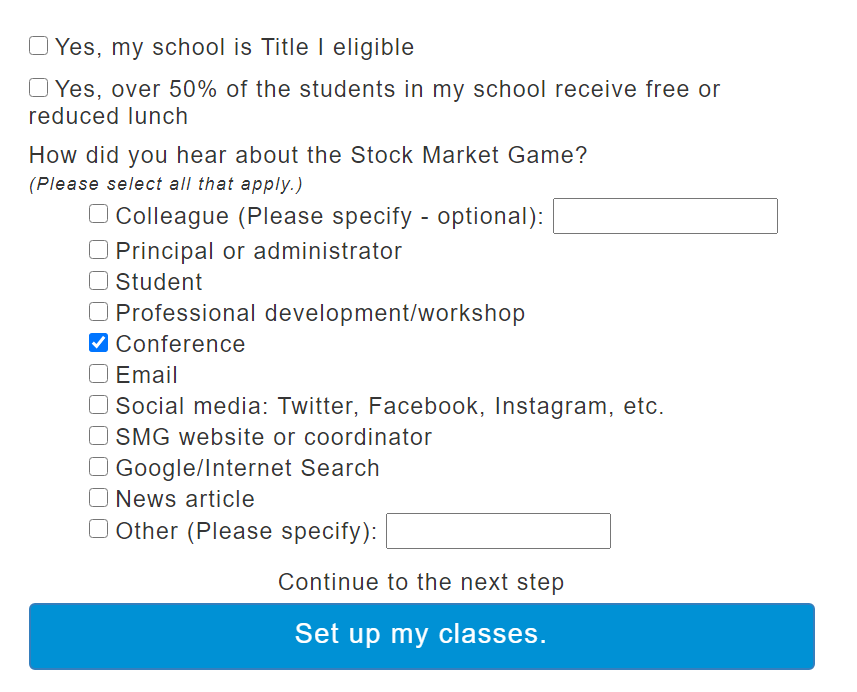 Yes, my school is Title I eligible
Yes, over 50% of the students in my school receive free or
reduced lunch
How did you hear about the Stock Market Game?
(Please select all that apply.)
Colleague (Please specify - optional):
Principal or administrator
Student
Professional development/workshop
Conference
Email
Social media: Twitter, Facebook, Instagram, etc.
SMG website or coordinator
Google/Internet Search
News article
Other (Please specify):
Continue to the next step
Set up my classes.